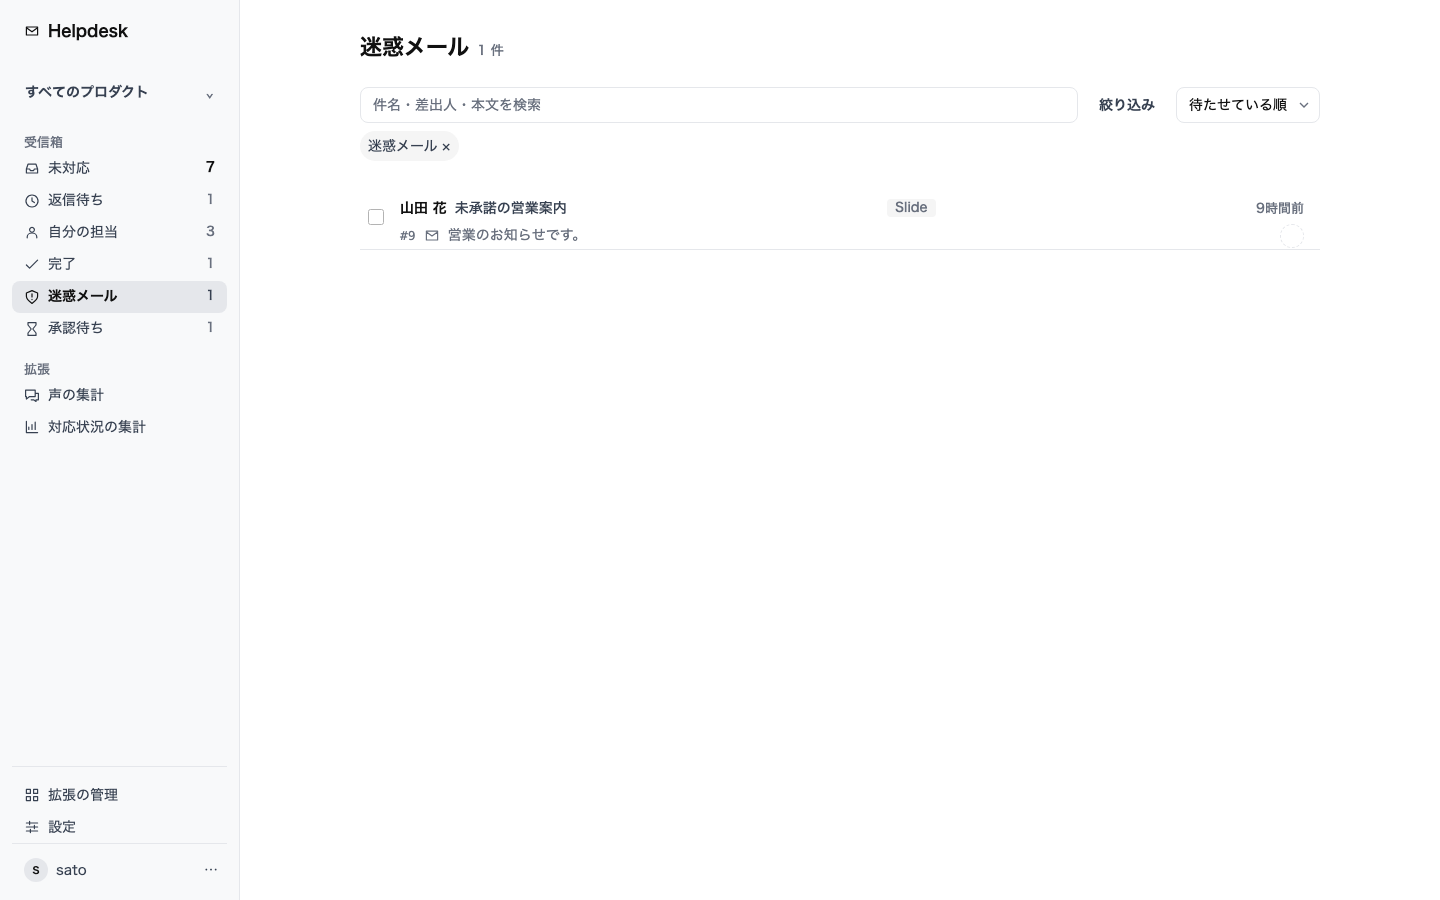 Helpdesk
すべてのプロダクト
受信箱
未対応 7
返信待ち 1
自分の担当 3
完了 1
迷惑メール 1
承認待ち 1
拡張
声の集計
対応状況の集計
拡張の管理
設定
S sato ...
迷惑メール 1 件
件名・差出人・本文を検索 絞り込み 待たせている順
迷惑メール ×
山田 花 未承諾の営業案内 Slide 9時間前
#9 営業のお知らせです。